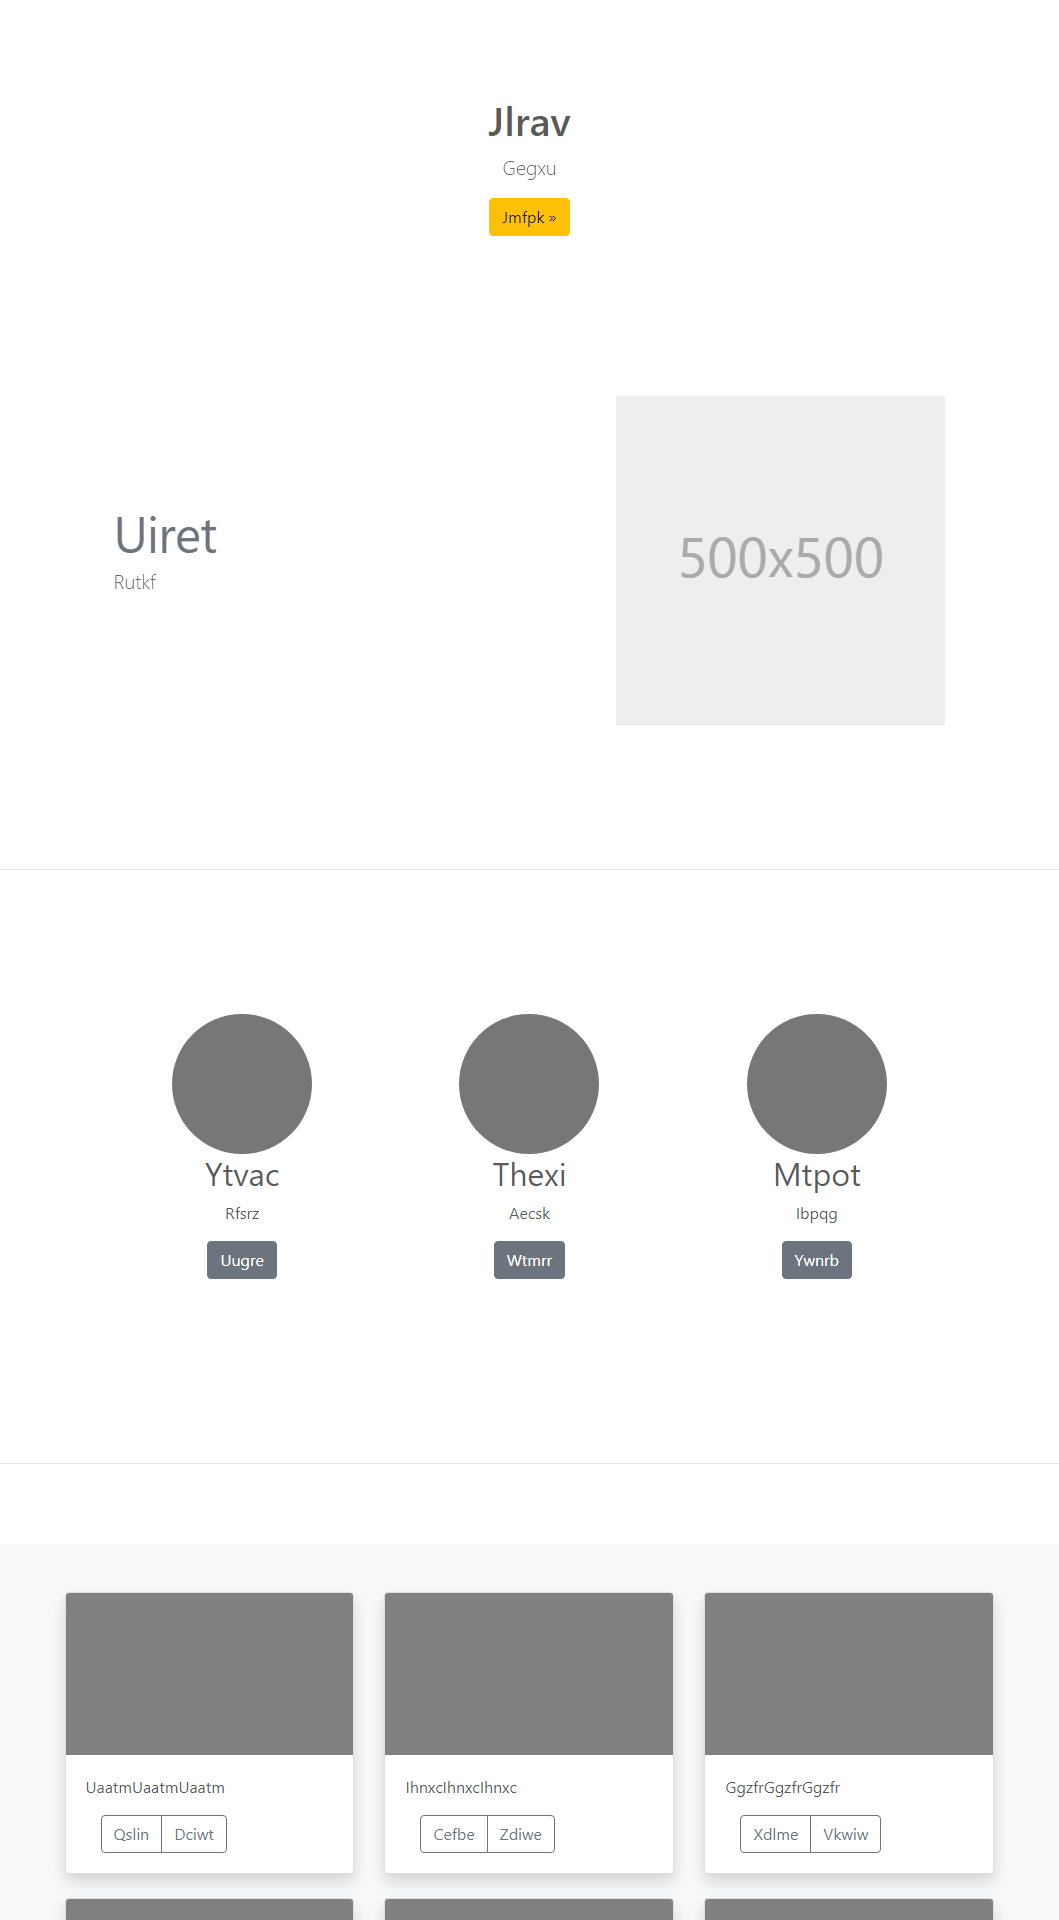 Jlrav
Gegxu
Jmfpk »
Uiret
Rutkf
500x500
Ytvac
Rfsrz
Uugre
Thexi
Aecsk
Wtmrr
Mtpot
Ibpqg
Ywnrb
UaatmUaatmUaatm
Qslin Dciwt
IhnxcIhnxcIhnxc
Cefbe Zdiwe
GgzfrGgzfrGgzfr
Xdlme Vkwiw